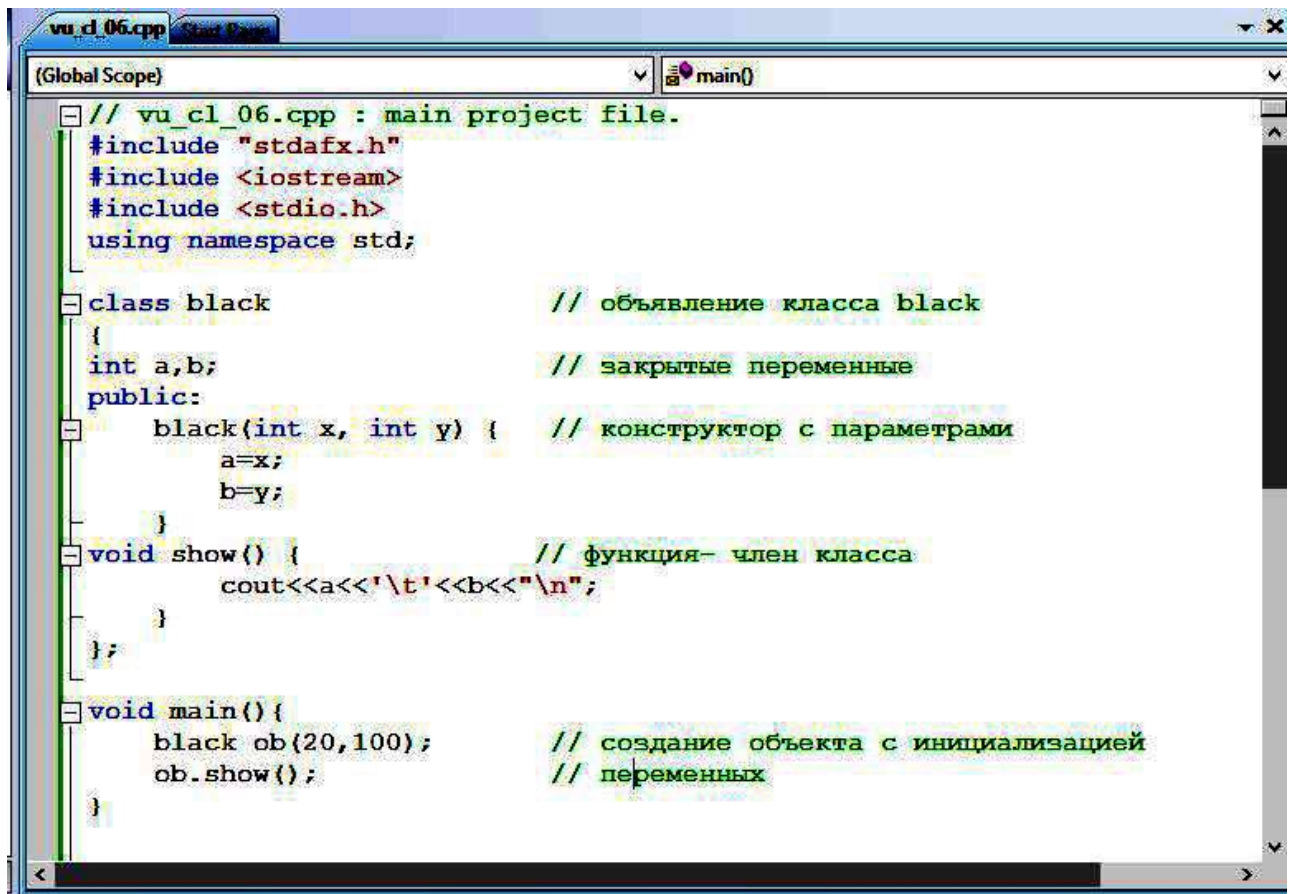 vu_cl_06.cpp Start Page
(Global Scope) main()
// vu_cl_06.cpp : main project file.
#include "stdafx.h"
#include <iostream>
#include <stdio.h>
using namespace std;
class black // объявление класса black
{
int a,b; // закрытые переменные
public:
black(int x, int y) { // конструктор с параметрами
a=x;
b=y;
}
void show() { // функция- член класса
cout<<a<<'\t'<<b<<"\n";
}
};
void main(){
black ob(20,100); // создание объекта с инициализацией
ob.show(); // переменных
}